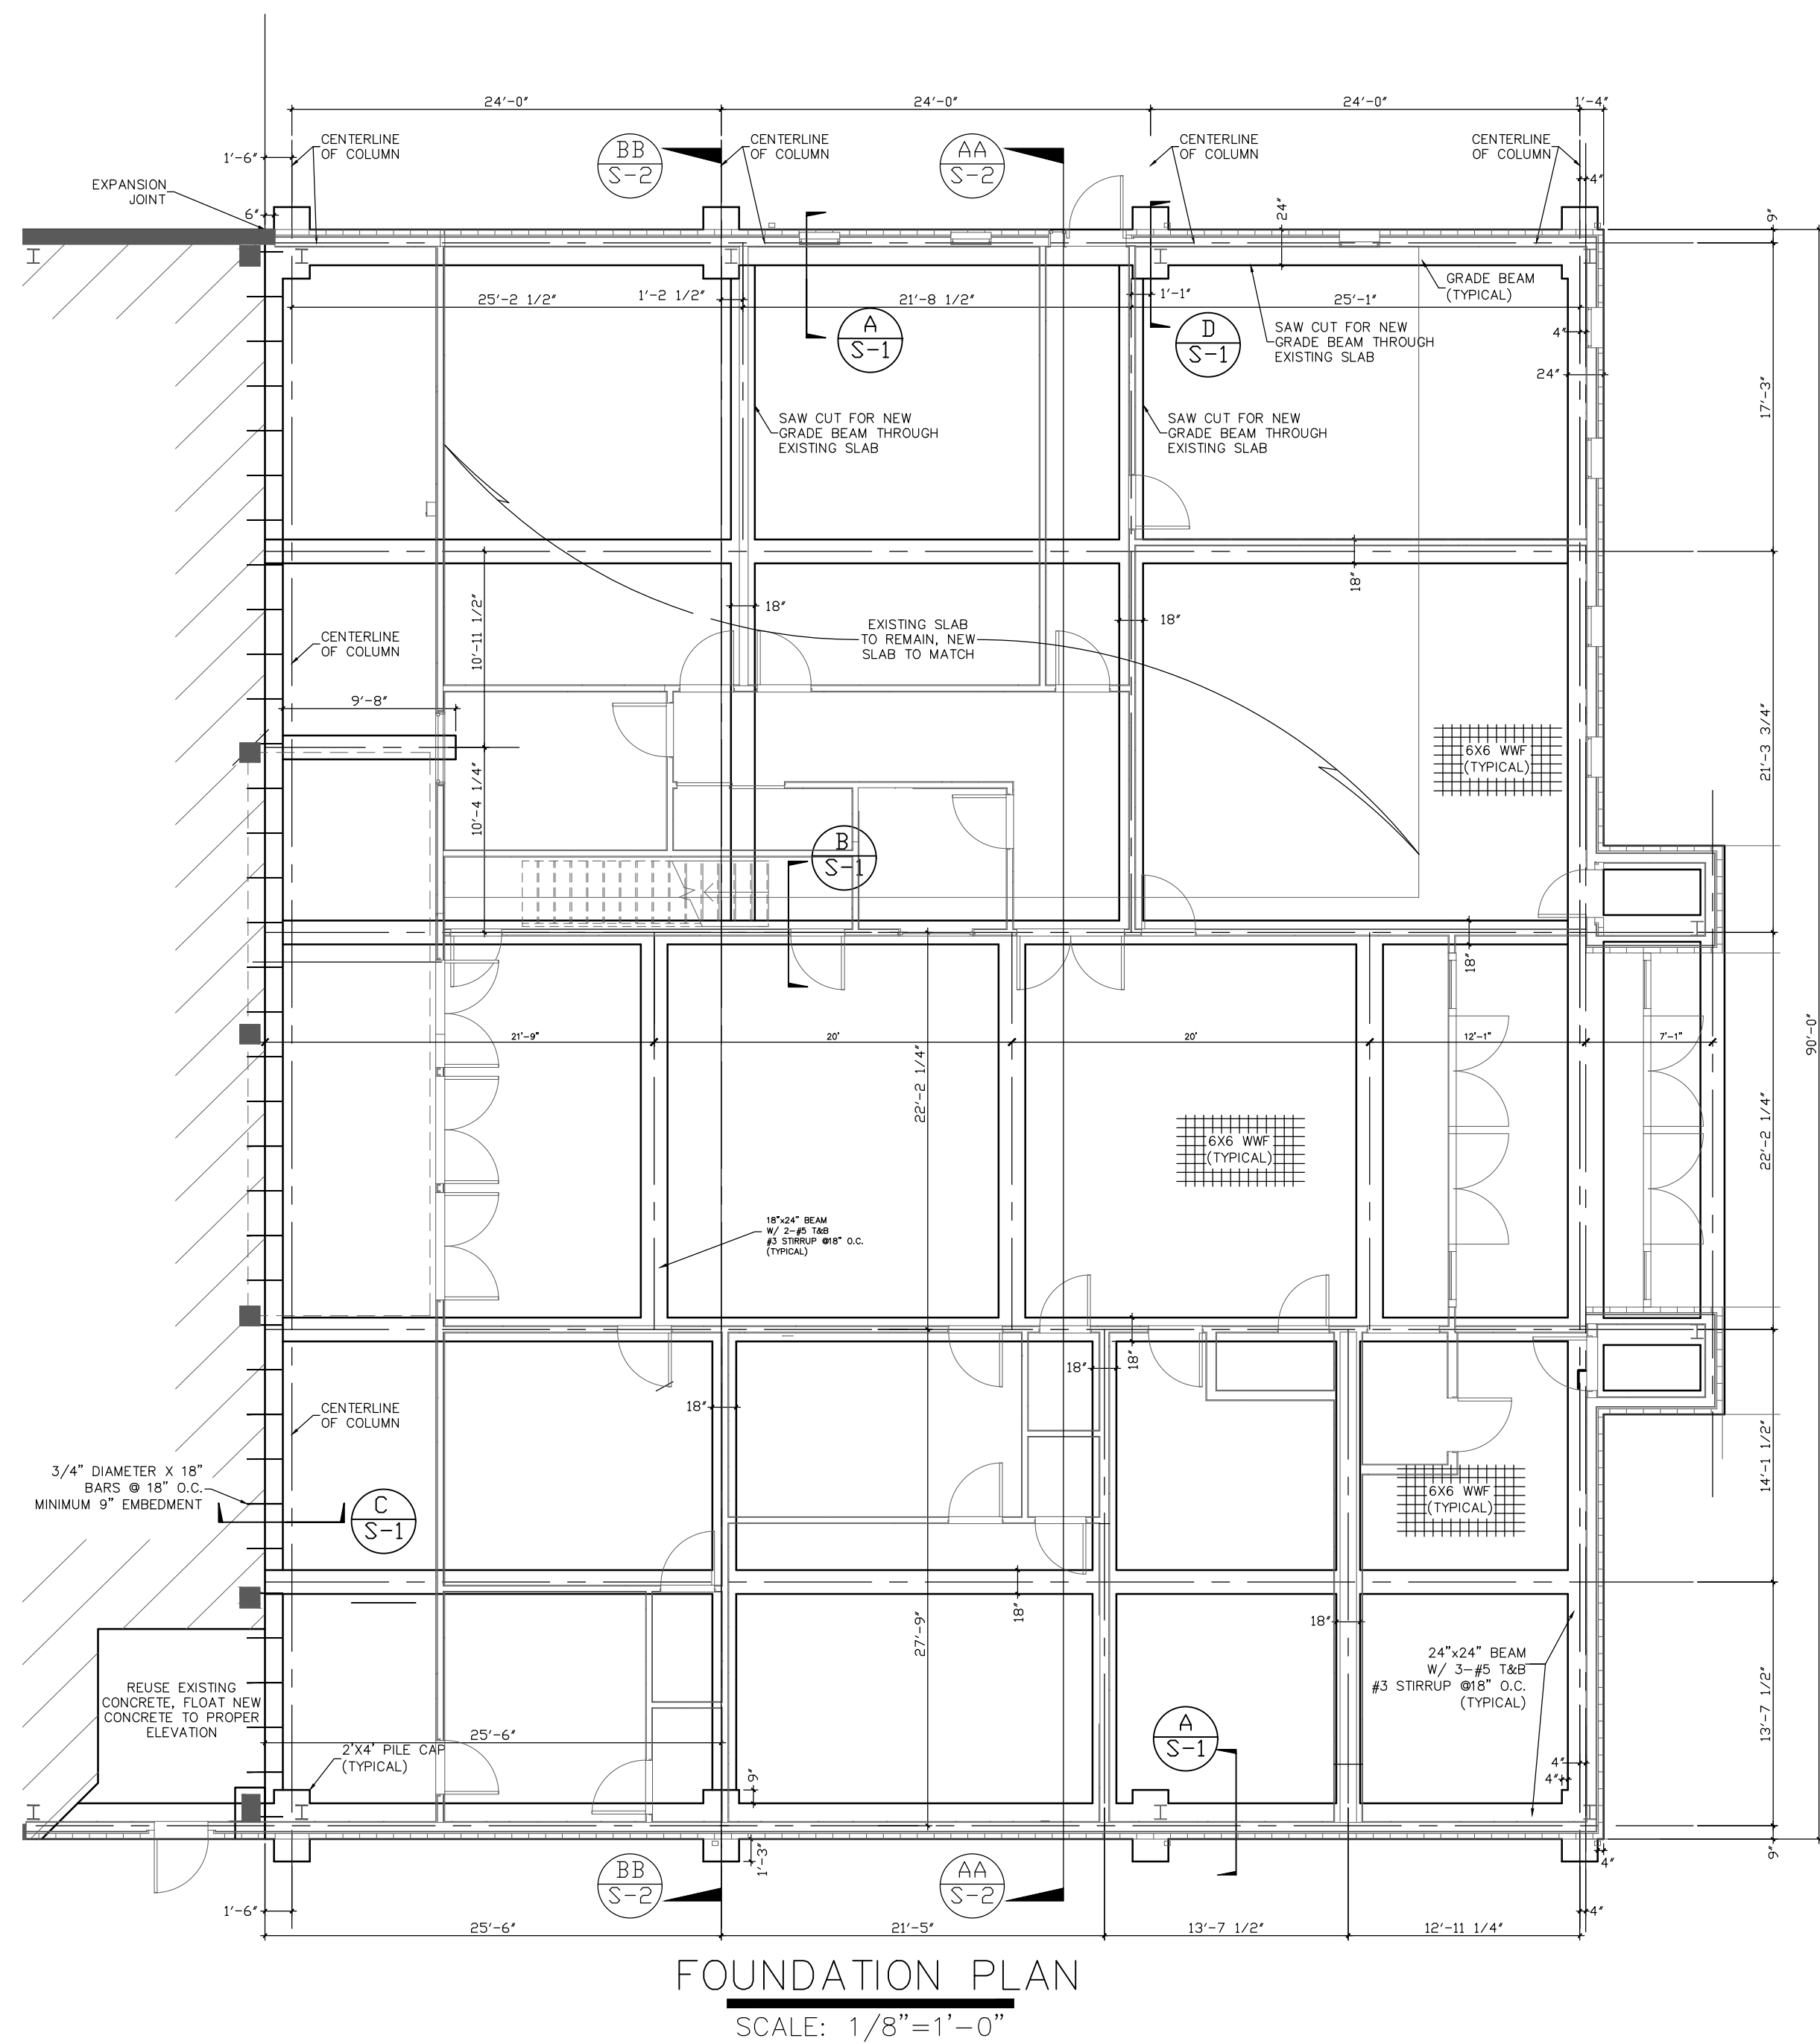 24'-0"
24'-0"
24'-0"
1'-4"
1'-6"
CENTERLINE
OF COLUMN
BB
S-2
CENTERLINE
OF COLUMN
AA
S-2
CENTERLINE
OF COLUMN
CENTERLINE
OF COLUMN
4"
EXPANSION
JOINT
6"
24"
9"
25'-2 1/2"
1'-2 1/2"
21'-8 1/2"
1'-1"
25'-1"
GRADE BEAM
(TYPICAL)
A
S-1
D
S-1
SAW CUT FOR NEW
GRADE BEAM THROUGH
EXISTING SLAB
4"
24"
17'-3"
SAW CUT FOR NEW
GRADE BEAM THROUGH
EXISTING SLAB
SAW CUT FOR NEW
GRADE BEAM THROUGH
EXISTING SLAB
18"
10'-11 1/2"
18"
18"
EXISTING SLAB
TO REMAIN, NEW
SLAB TO MATCH
CENTERLINE
OF COLUMN
9'-8"
21'-3 3/4"
6X6 WWF
(TYPICAL)
10'-4 1/4"
B
S-1
18"
21'-9"
20'
20'
12'-1"
7'-1"
22'-2 1/4"
90'-0"
22'-2 1/4"
6X6 WWF
(TYPICAL)
18"x24" BEAM
W/ 2-#5 T&B
#3 STIRRUP @18" O.C.
(TYPICAL)
18"
18"
18"
CENTERLINE
OF COLUMN
14'-1 1/2"
3/4" DIAMETER X 18"
BARS @ 18" O.C.
MINIMUM 9" EMBEDMENT
C
S-1
6X6 WWF
(TYPICAL)
18"
27'-9"
18"
24"x24" BEAM
W/ 3-#5 T&B
#3 STIRRUP @18" O.C.
(TYPICAL)
13'-7 1/2"
REUSE EXISTING
CONCRETE, FLOAT NEW
CONCRETE TO PROPER
ELEVATION
25'-6"
2'X4' PILE CAP
(TYPICAL)
A
S-1
9"
4"
4"
1'-3"
4"
9"
BB
S-2
AA
S-2
1'-6"
4"
25'-6"
21'-5"
13'-7 1/2"
12'-11 1/4"
FOUNDATION PLAN
SCALE: 1/8"=1'-0"